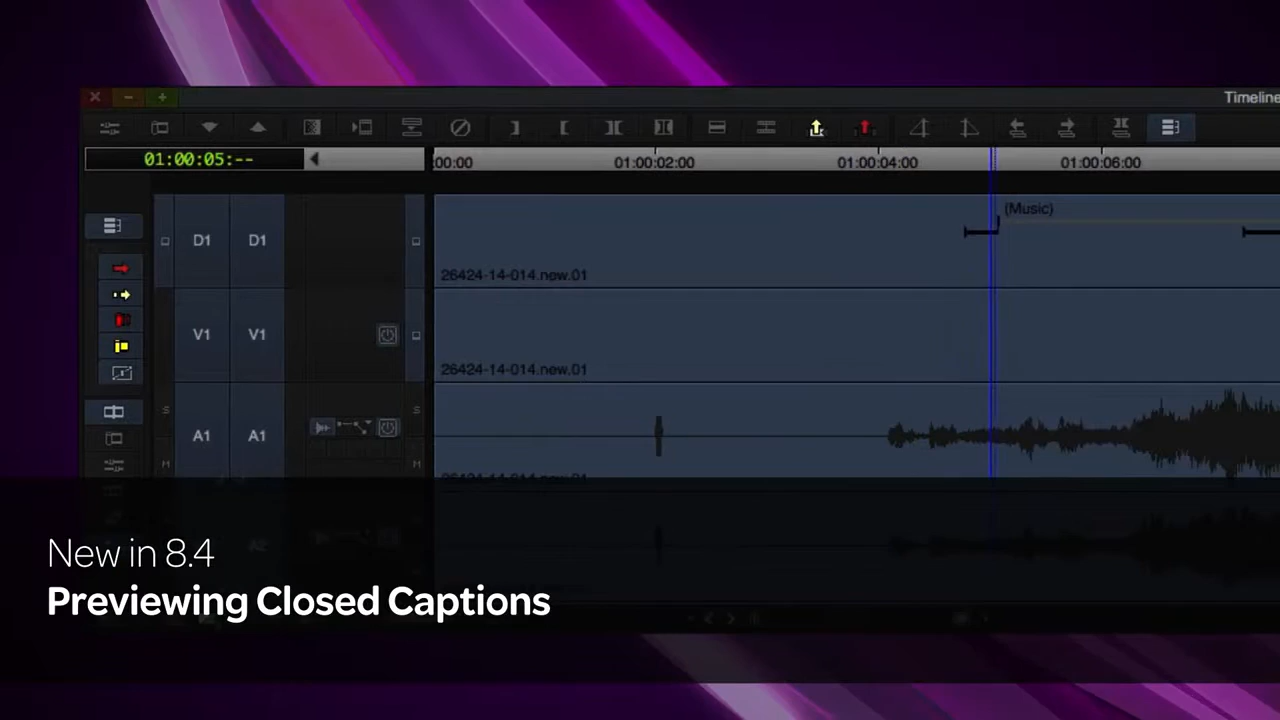 Timeline
01:00:05:--
:00:00
01:00:02:00
01:00:04:00
01:00:06:00
(Music)
D1 D1
26424-14-014.new.01
V1 V1
26424-14-014.new.01
S S
A1 A1
M M
New in 8.4
A2
Previewing Closed Captions